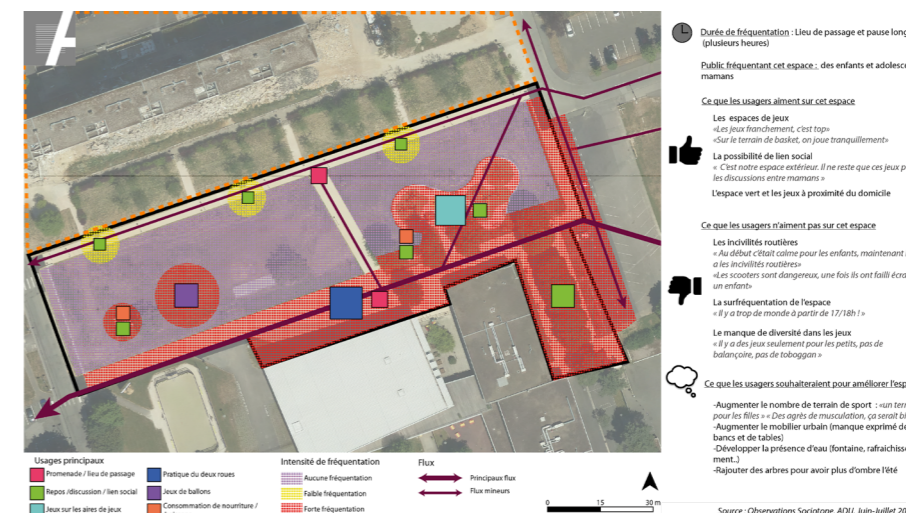 Durée de fréquentation : Lieu de passage et pause long
(plusieurs heures)
Public fréquentant cet espace : des enfants et adolesc
mamans
Ce que les usagers aiment sur cet espace
Les espaces de jeux
«Les jeux franchement, c'est top»
«Sur le terrain de basket, on joue tranquillement»
La possibilité de lien social
« C'est notre espace extérieur. Il ne reste que ces jeux p
les discussions entre mamans »
L'espace vert et les jeux à proximité du domicile
Ce que les usagers n'aiment pas sur cet espace
Les incivilités routières
« Au début c'était calme pour les enfants, maintenant
a les incivilités routières»
«Les scooters sont dangereux, une fois ils ont failli écra
un enfant»
La surfréquentation de l'espace
« Il y a trop de monde à partir de 17/18h ! »
Le manque de diversité dans les jeux
« Il y a des jeux seulement pour les petits, pas de
balançoire, pas de toboggan »
Ce que les usagers souhaiteraient pour améliorer l'esp
-Augmenter le nombre de terrain de sport : «un terr
pour les filles » « Des agrès de musculation, ça serait bi
-Augmenter le mobilier urbain (manque exprimé de
bancs et de tables)
-Développer la présence d'eau (fontaine, rafraichisse
ment..)
-Rajouter des arbres pour avoir plus d'ombre l'été
Source : Observations Sociotope, ADU, Juin-Juillet 20
Usages principaux
Promenade / lieu de passage
Repos /discussion / lien social
Jeux sur les aires de jeux
Pratique du deux roues
Jeux de ballons
Consommation de nourriture /
Intensité de fréquentation
Aucune fréquentation
Faible fréquentation
Forte fréquentation
Flux
Principaux flux
Flux mineurs
0 15 30 m